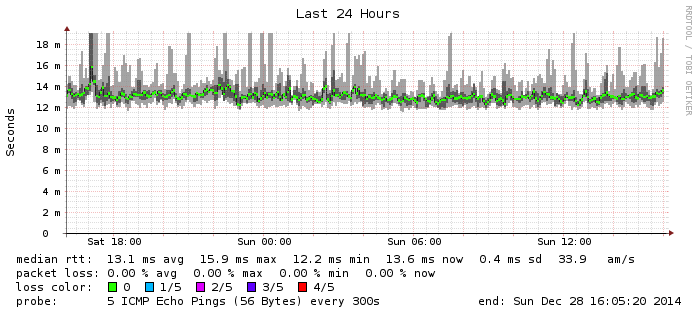 Last 24 Hours
RRDTOOL / TOBI OETIKER
Seconds
18 m
16 m
14 m
12 m
10 m
8 m
6 m
4 m
2 m
0
Sat 18:00 Sun 00:00 Sun 06:00 Sun 12:00
median rtt: 13.1 ms avg 15.9 ms max 12.2 ms min 13.6 ms now 0.4 ms sd 33.9 am/s
packet loss: 0.00 % avg 0.00 % max 0.00 % min 0.00 % now
loss color: 0 1/5 2/5 3/5 4/5
probe: 5 ICMP Echo Pings (56 Bytes) every 300s end: Sun Dec 28 16:05:20 2014